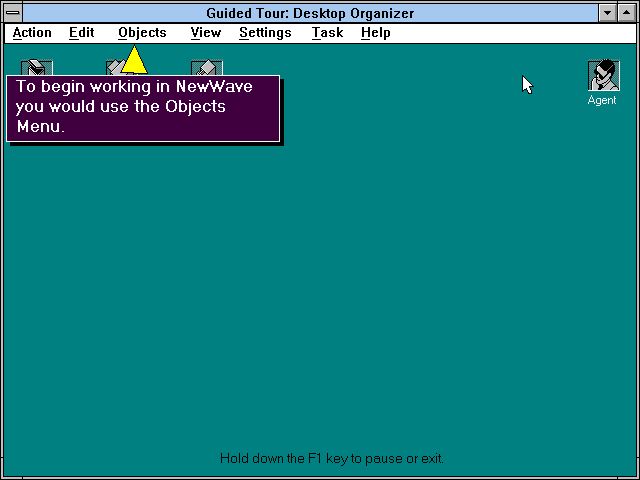 Guided Tour: Desktop Organizer
Action Edit Objects View Settings Task Help
To begin working in NewWave
you would use the Objects
Menu.
Agent
Hold down the F1 key to pause or exit.